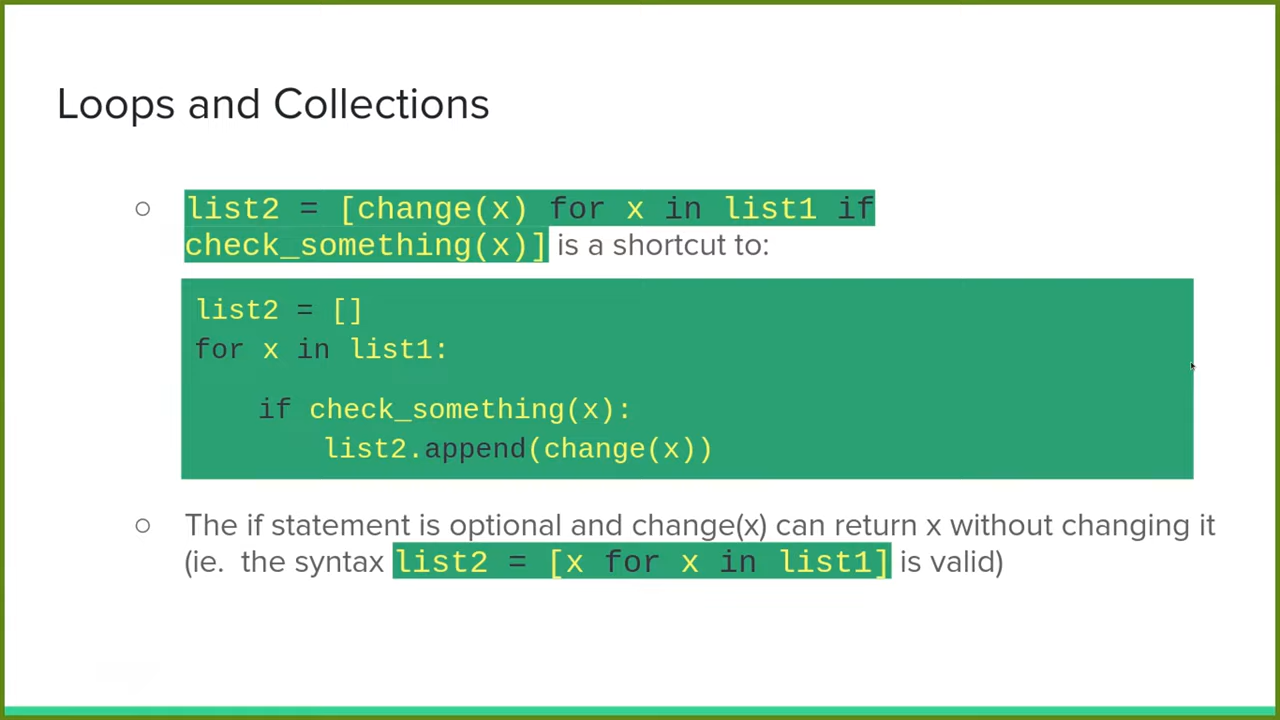 Loops and Collections
list2 = [change(x) for x in list1 if
check_something(x)] is a shortcut to:
list2 = []
for x in list1:
if check_something(x):
list2.append(change(x))
The if statement is optional and change(x) can return x without changing it
(ie. the syntax list2 = [x for x in list1] is valid)